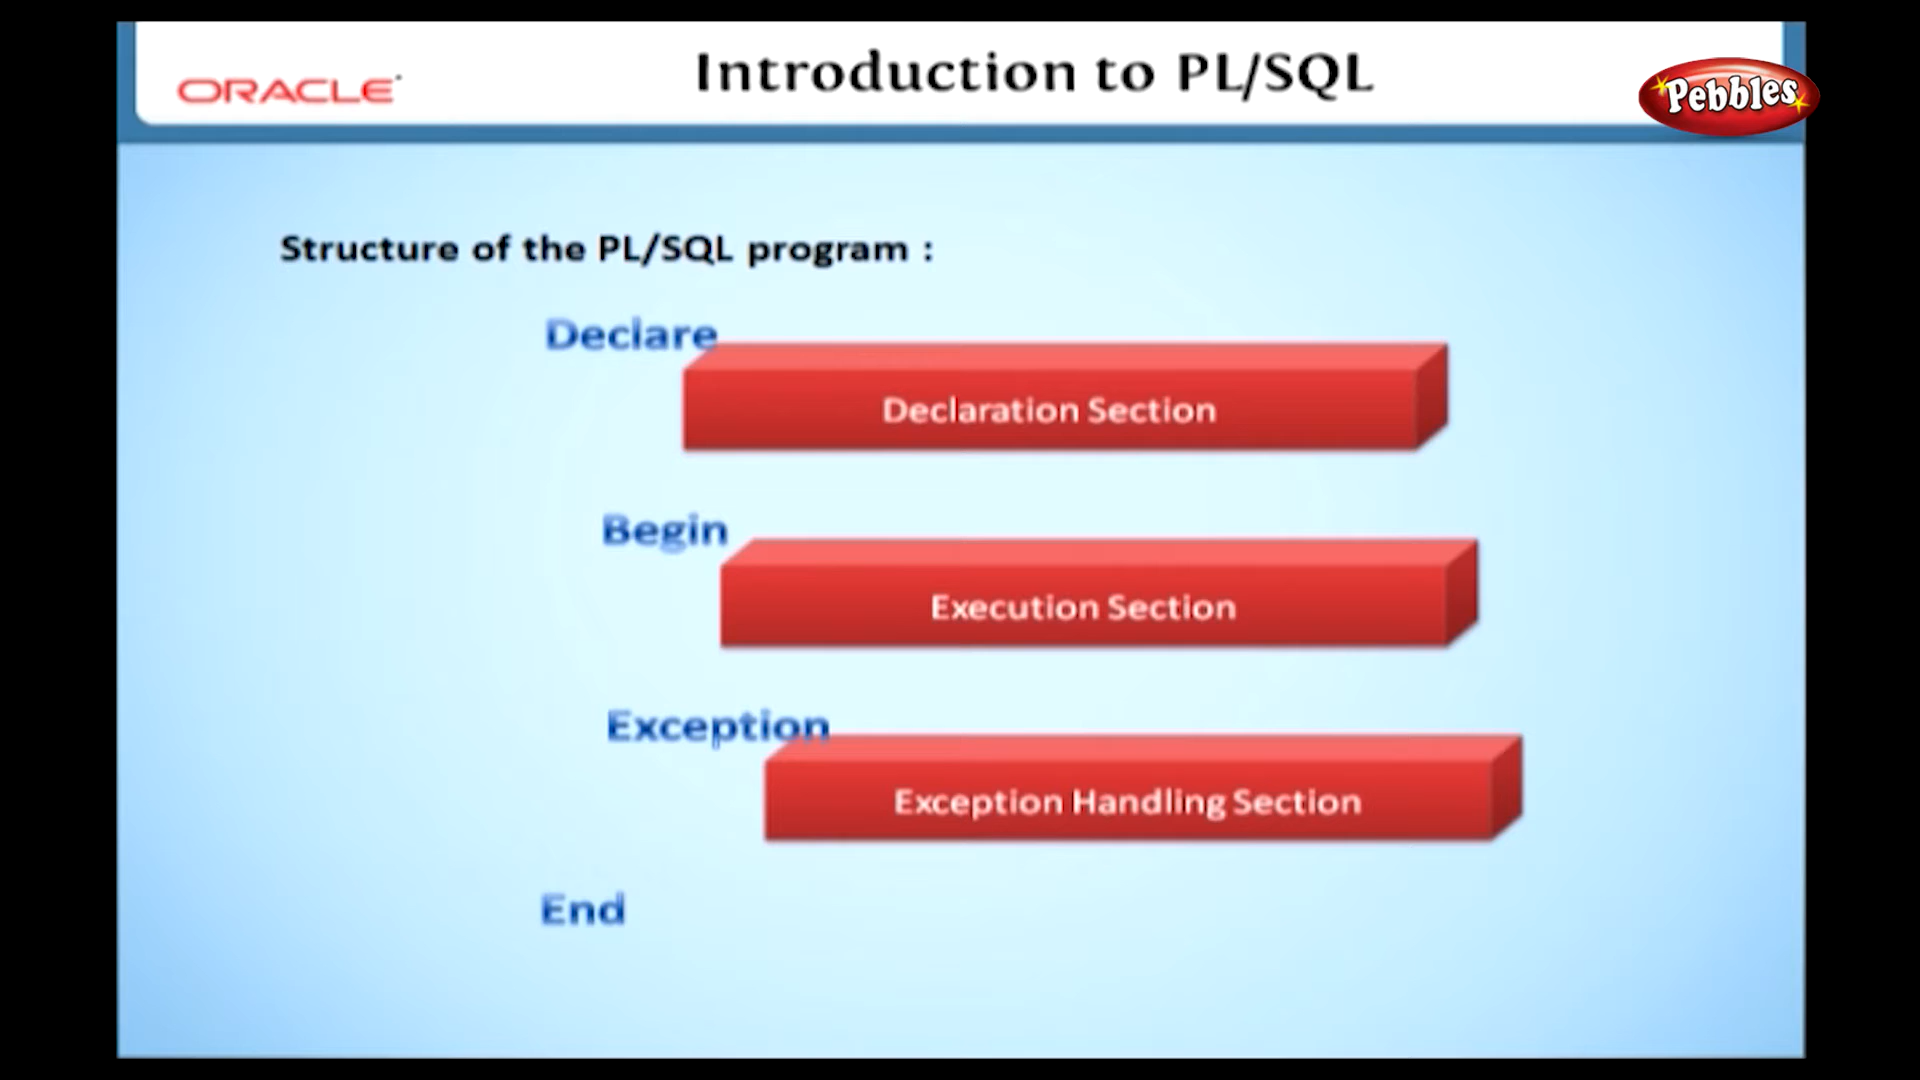 ORACLE
Introduction to PL/SQL
Pebbles
Structure of the PL/SQL program :
Declare
Declaration Section
Begin
Execution Section
Exception
Exception Handling Section
End